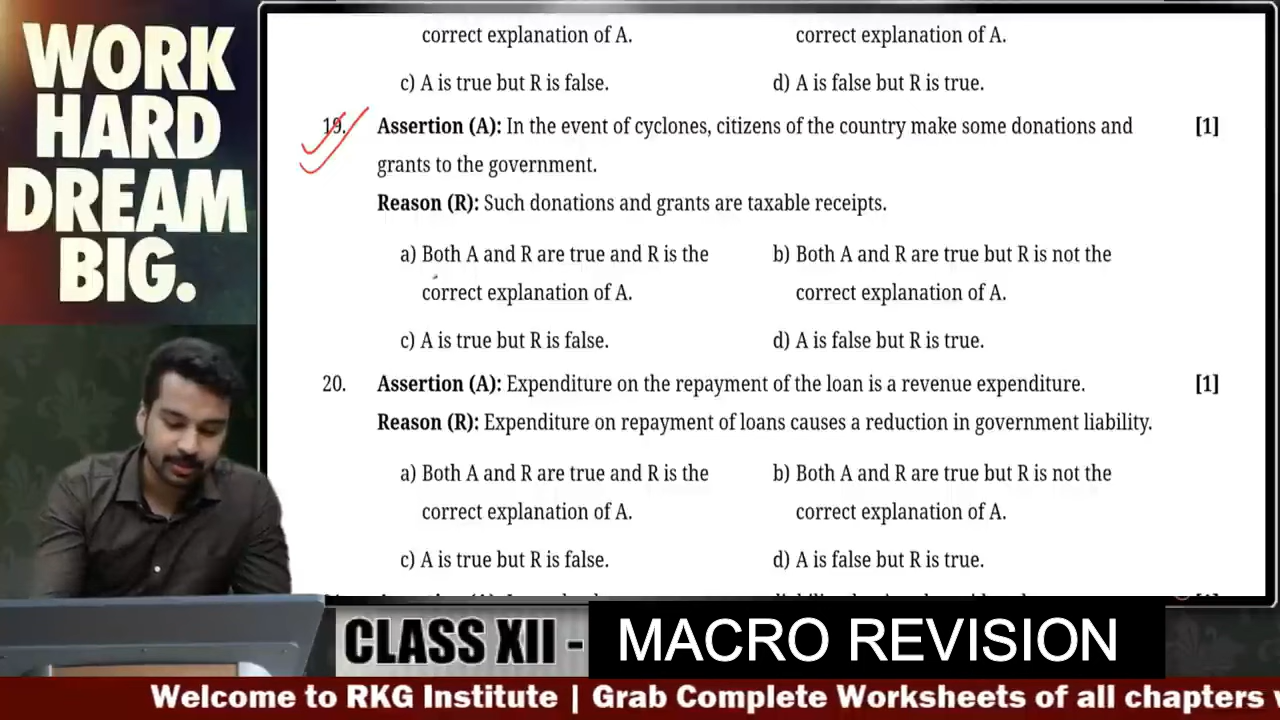 WORK
HARD
DREAM
BIG.
correct explanation of A.
correct explanation of A.
c) A is true but R is false.
d) A is false but R is true.
19. Assertion (A): In the event of cyclones, citizens of the country make some donations and [1]
grants to the government.
Reason (R): Such donations and grants are taxable receipts.
a) Both A and R are true and R is the
correct explanation of A.
b) Both A and R are true but R is not the
correct explanation of A.
c) A is true but R is false.
d) A is false but R is true.
20. Assertion (A): Expenditure on the repayment of the loan is a revenue expenditure. [1]
Reason (R): Expenditure on repayment of loans causes a reduction in government liability.
a) Both A and R are true and R is the
correct explanation of A.
b) Both A and R are true but R is not the
correct explanation of A.
c) A is true but R is false.
d) A is false but R is true.
CLASS XII - MACRO REVISION
Welcome to RKG Institute | Grab Complete Worksheets of all chapters